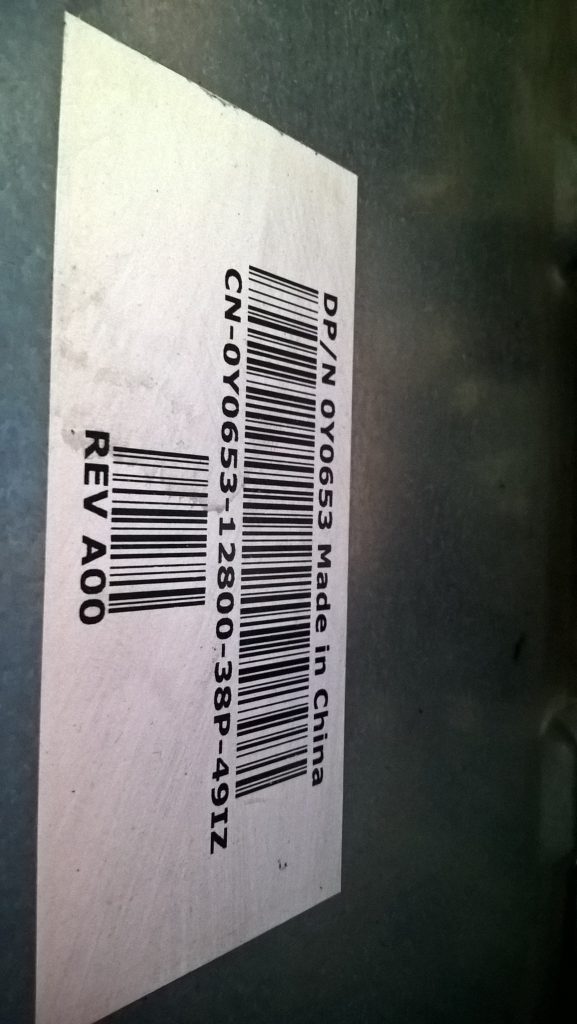 DP/N 0Y0653 Made in China
CN-0Y0653-12800-38P-49IZ
REV A00